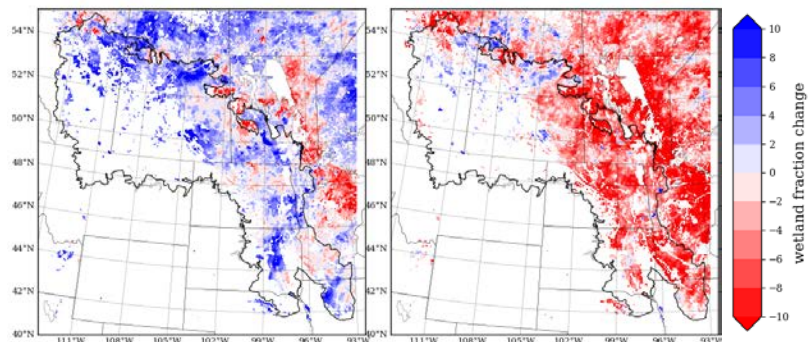 54°N
52°N
50°N
48°N
46°N
44°N
42°N
40°N
111°W 108°W 105°W 102°W 99°W 96°W 93°W
54°N
52°N
50°N
48°N
46°N
44°N
42°N
40°N
111°W 108°W 105°W 102°W 99°W 96°W 93°W
10
8
6
4
2
0
−2
−4
−6
−8
−10
wetland fraction change